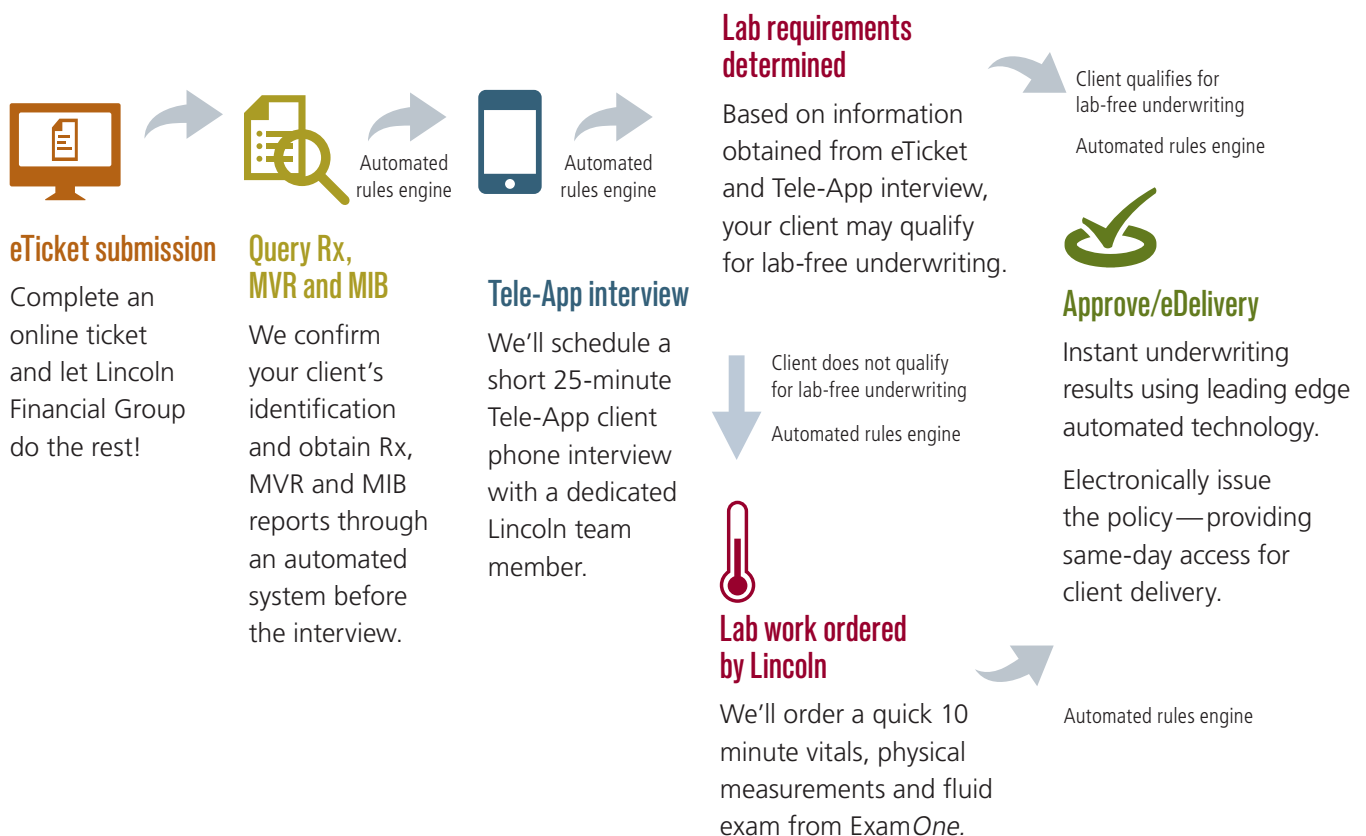 eTicket submission
Complete an
online ticket
and let Lincoln
Financial Group
do the rest!
Query Rx,
MVR and MIB
We confirm
your client’s
identification
and obtain Rx,
MVR and MIB
reports through
an automated
system before
the interview.
Automated
rules engine
Tele-App interview
We’ll schedule a
short 25-minute
Tele-App client
phone interview
with a dedicated
Lincoln team
member.
Automated
rules engine
Lab requirements
determined
Based on information
obtained from eTicket
and Tele-App interview,
your client may qualify
for lab-free underwriting.
Client does not qualify
for lab-free underwriting
Automated rules engine
Lab work ordered
by Lincoln
We’ll order a quick 10
minute vitals, physical
measurements and fluid
exam from ExamOne.
Client qualifies for
lab-free underwriting
Automated rules engine
Approve/eDelivery
Instant underwriting
results using leading edge
automated technology.
Electronically issue
the policy — providing
same-day access for
client delivery.
Automated rules engine